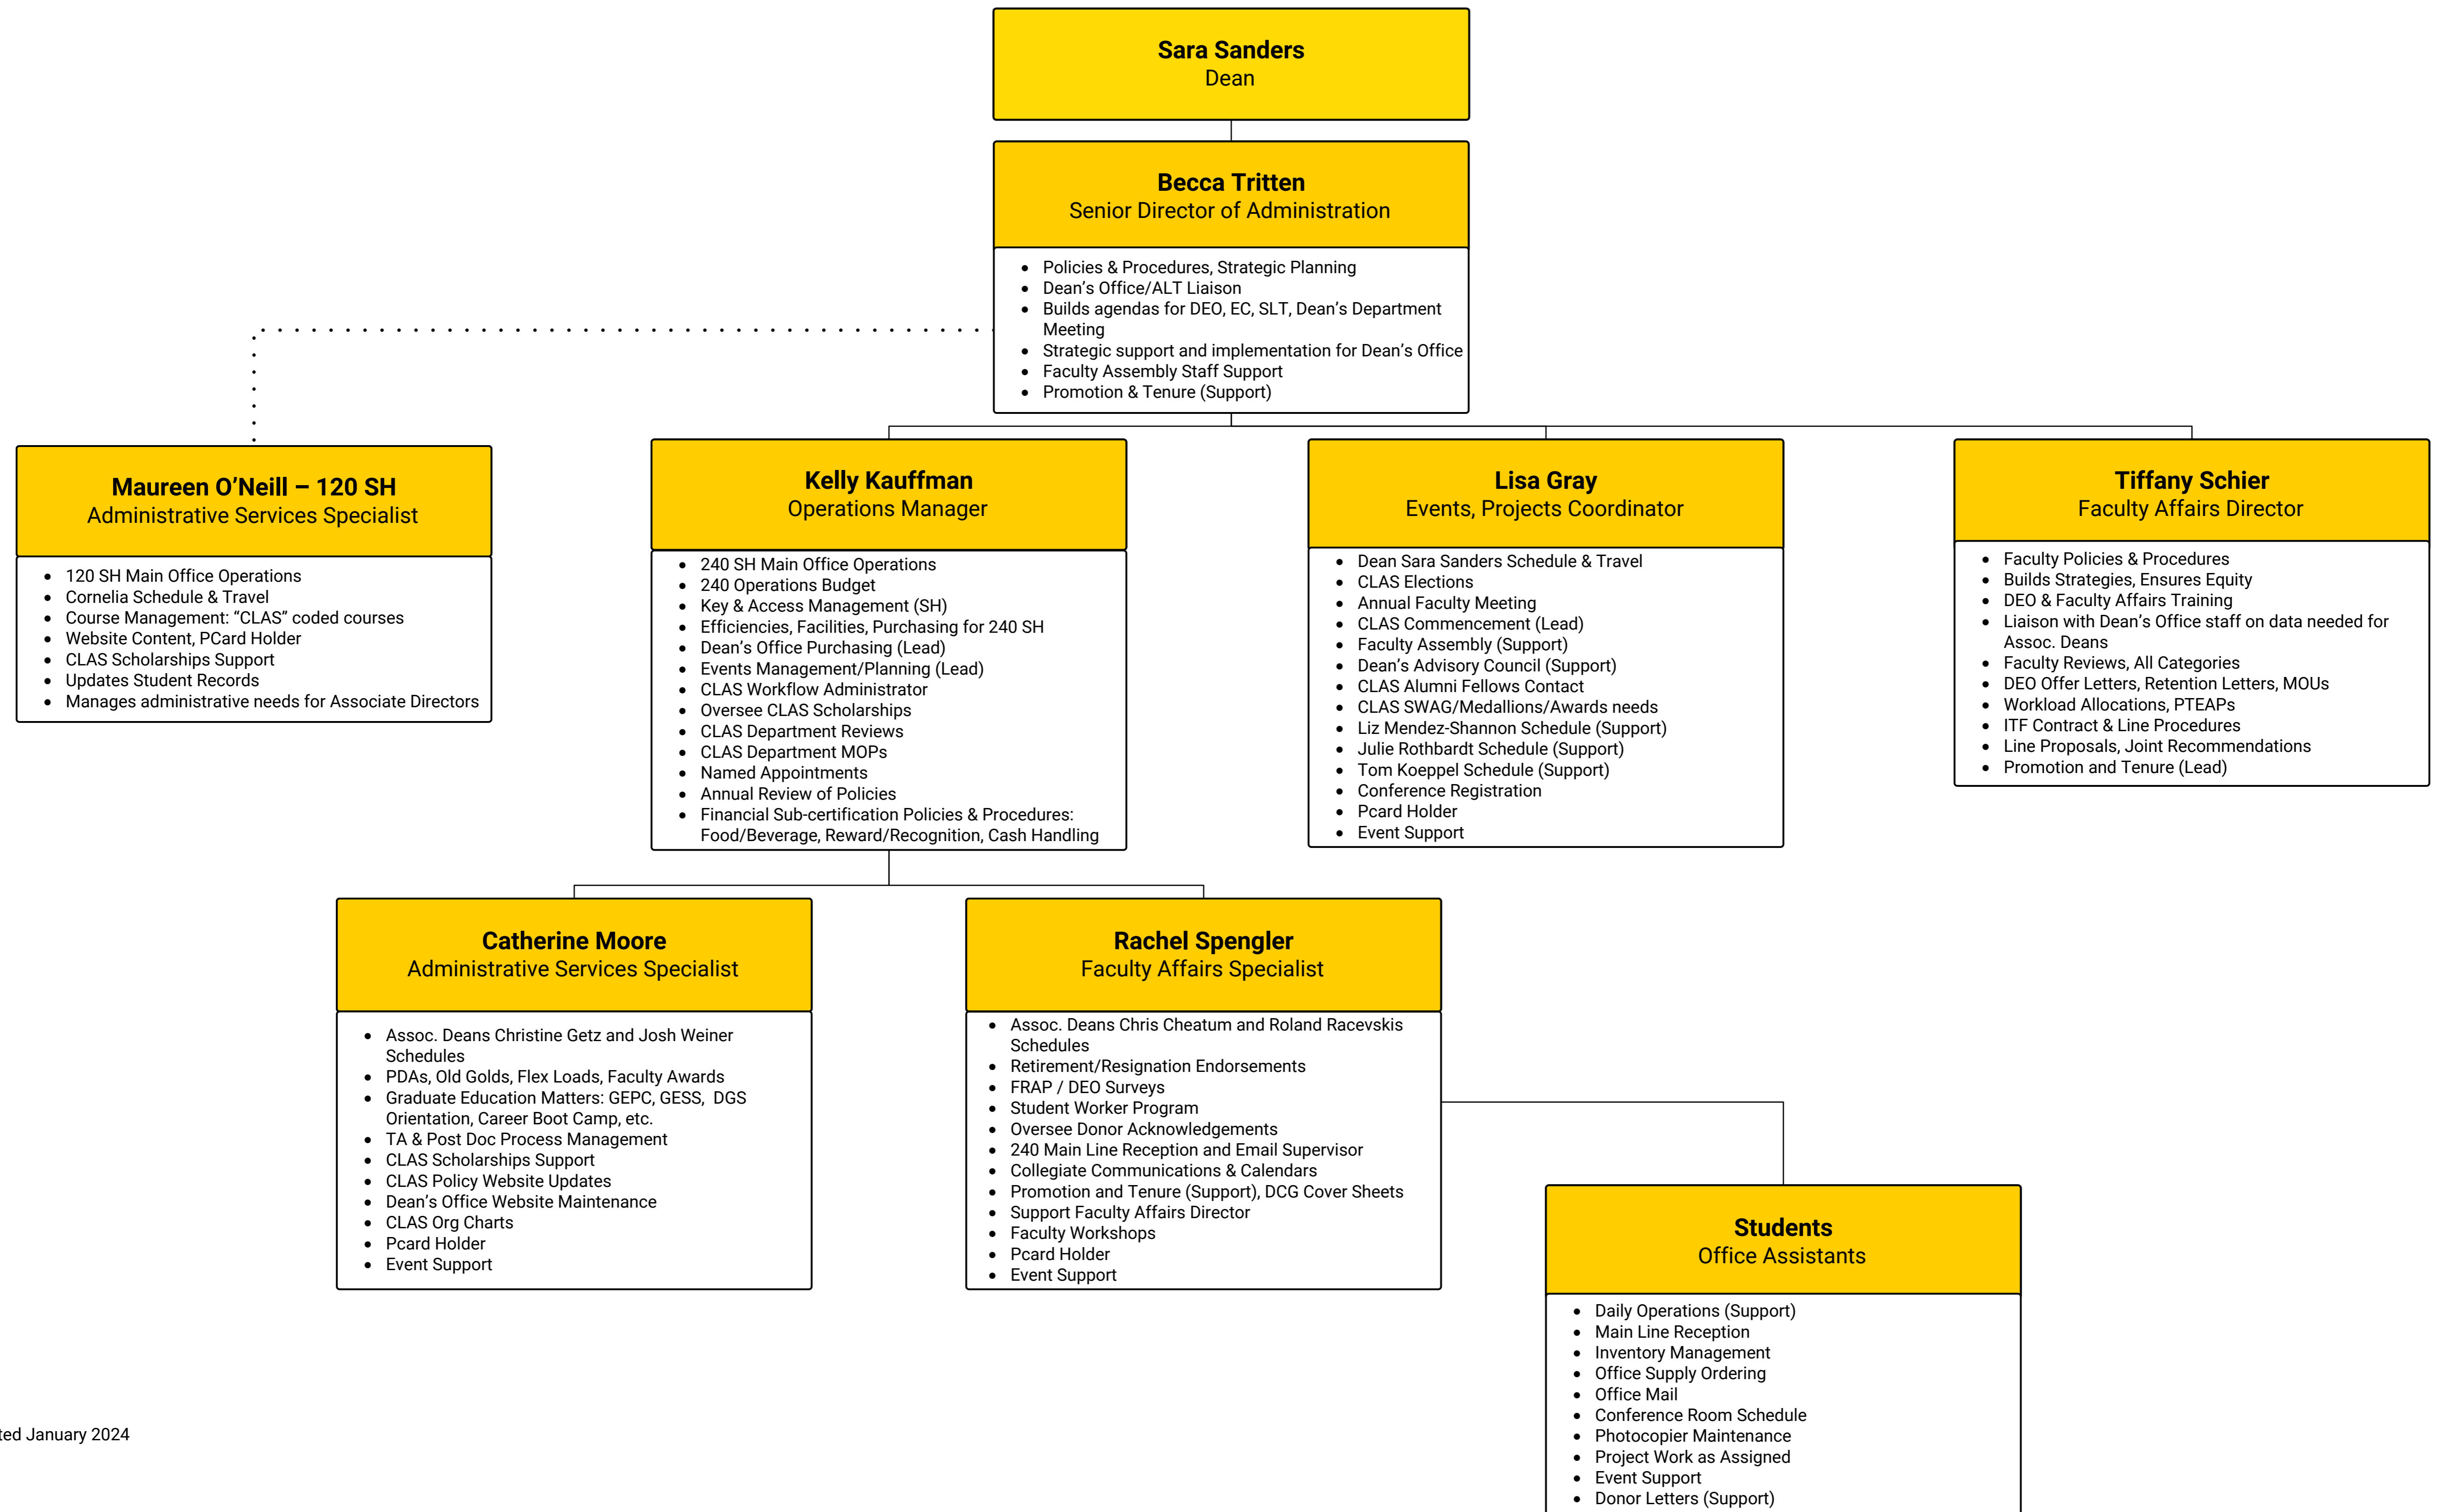 Sara Sanders
Dean
Becca Tritten
Senior Director of Administration
• Policies & Procedures, Strategic Planning
• Dean’s Office/ALT Liaison
• Builds agendas for DEO, EC, SLT, Dean’s Department
Meeting
• Strategic support and implementation for Dean’s Office
• Faculty Assembly Staff Support
• Promotion & Tenure (Support)
Maureen O’Neill – 120 SH
Administrative Services Specialist
• 120 SH Main Office Operations
• Cornelia Schedule & Travel
• Course Management: “CLAS” coded courses
• Website Content, PCard Holder
• CLAS Scholarships Support
• Updates Student Records
• Manages administrative needs for Associate Directors
Kelly Kauffman
Operations Manager
• 240 SH Main Office Operations
• 240 Operations Budget
• Key & Access Management (SH)
• Efficiencies, Facilities, Purchasing for 240 SH
• Dean’s Office Purchasing (Lead)
• Events Management/Planning (Lead)
• CLAS Workflow Administrator
• Oversee CLAS Scholarships
• CLAS Department Reviews
• CLAS Department MOPs
• Named Appointments
• Annual Review of Policies
• Financial Sub-certification Policies & Procedures:
Food/Beverage, Reward/Recognition, Cash Handling
Lisa Gray
Events, Projects Coordinator
• Dean Sara Sanders Schedule & Travel
• CLAS Elections
• Annual Faculty Meeting
• CLAS Commencement (Lead)
• Faculty Assembly (Support)
• Dean’s Advisory Council (Support)
• CLAS Alumni Fellows Contact
• CLAS SWAG/Medallions/Awards needs
• Liz Mendez-Shannon Schedule (Support)
• Julie Rothbardt Schedule (Support)
• Tom Koeppel Schedule (Support)
• Conference Registration
• Pcard Holder
• Event Support
Tiffany Schier
Faculty Affairs Director
• Faculty Policies & Procedures
• Builds Strategies, Ensures Equity
• DEO & Faculty Affairs Training
• Liaison with Dean’s Office staff on data needed for
Assoc. Deans
• Faculty Reviews, All Categories
• DEO Offer Letters, Retention Letters, MOUs
• Workload Allocations, PTEAPs
• ITF Contract & Line Procedures
• Line Proposals, Joint Recommendations
• Promotion and Tenure (Lead)
Catherine Moore
Administrative Services Specialist
• Assoc. Deans Christine Getz and Josh Weiner
Schedules
• PDAs, Old Golds, Flex Loads, Faculty Awards
• Graduate Education Matters: GEPC, GESS, DGS
Orientation, Career Boot Camp, etc.
• TA & Post Doc Process Management
• CLAS Scholarships Support
• CLAS Policy Website Updates
• Dean’s Office Website Maintenance
• CLAS Org Charts
• Pcard Holder
• Event Support
Rachel Spengler
Faculty Affairs Specialist
• Assoc. Deans Chris Cheatum and Roland Racevskis
Schedules
• Retirement/Resignation Endorsements
• FRAP / DEO Surveys
• Student Worker Program
• Oversee Donor Acknowledgements
• 240 Main Line Reception and Email Supervisor
• Collegiate Communications & Calendars
• Promotion and Tenure (Support), DCG Cover Sheets
• Support Faculty Affairs Director
• Faculty Workshops
• Pcard Holder
• Event Support
Students
Office Assistants
• Daily Operations (Support)
• Main Line Reception
• Inventory Management
• Office Supply Ordering
• Office Mail
• Conference Room Schedule
• Photocopier Maintenance
• Project Work as Assigned
• Event Support
• Donor Letters (Support)
January 2024